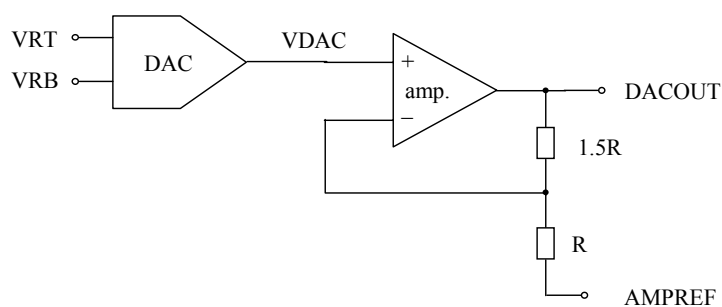 VRT
VRB
DAC
VDAC
+
amp.
−
DACOUT
1.5R
R
AMPREF